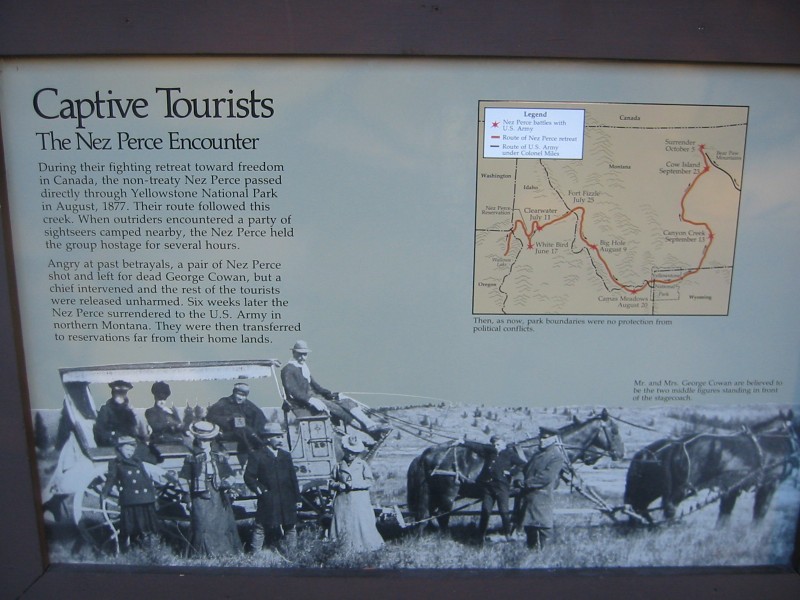 Captive Tourists
The Nez Perce Encounter
During their fighting retreat toward freedom
in Canada, the non-treaty Nez Perce passed
directly through Yellowstone National Park
in August, 1877. Their route followed this
creek. When outriders encountered a party of
sightseers camped nearby, the Nez Perce held
the group hostage for several hours.
Angry at past betrayals, a pair of Nez Perce
shot and left for dead George Cowan, but a
chief intervened and the rest of the tourists
were released unharmed. Six weeks later the
Nez Perce surrendered to the U.S. Army in
northern Montana. They were then transferred
to reservations far from their home lands.
Legend
Nez Perce battles with
U.S. Army
Route of Nez Perce retreat
Route of U.S. Army
under Colonel Miles
Canada
Surrender
October 5
Bear Paw
Mountains
Cow Island
September 23
Montana
Washington
Idaho
Fort Fizzle
July 25
Nez Perce
Reservation
Clearwater
July 11
White Bird
June 17
Big Hole
August 9
Canyon Creek
September 13
Wallowa
Lake
Oregon
Yellowstone
National
Park
Wyoming
Camas Meadows
August 20
Then, as now, park boundaries were no protection from
political conflicts.
Mr. and Mrs. George Cowan are believed to
be the two middle figures standing in front
of the stagecoach.